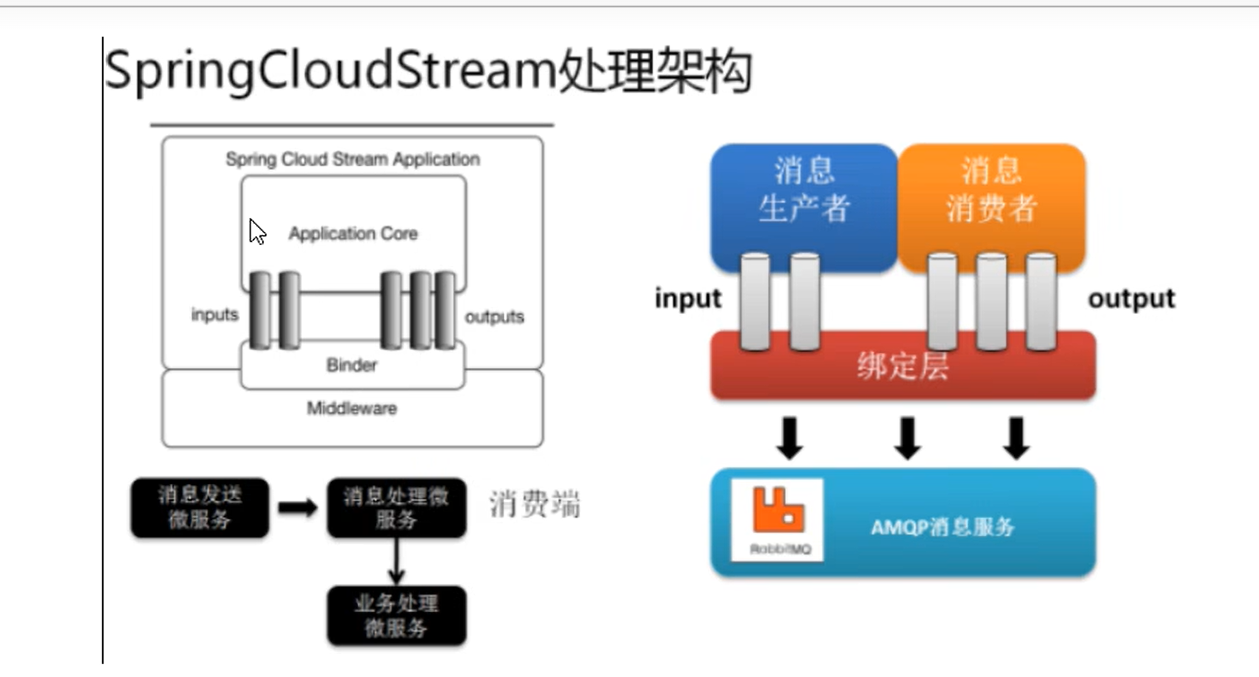 SpringCloudStream处理架构
Spring Cloud Stream Application
Application Core
inputs
outputs
Binder
Middleware
消息发送
微服务
消息处理微
服务
消费端
业务处理
微服务
消息
生产者
消息
消费者
input
output
绑定层
RabbitMQ
AMQP消息服务